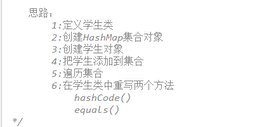 思路:
1:定义学生类
2:创建HashMap集合对象
3:创建学生对象
4:把学生添加到集合
5:遍历集合
6:在学生类中重写两个方法
hashCode()
equals()
*/